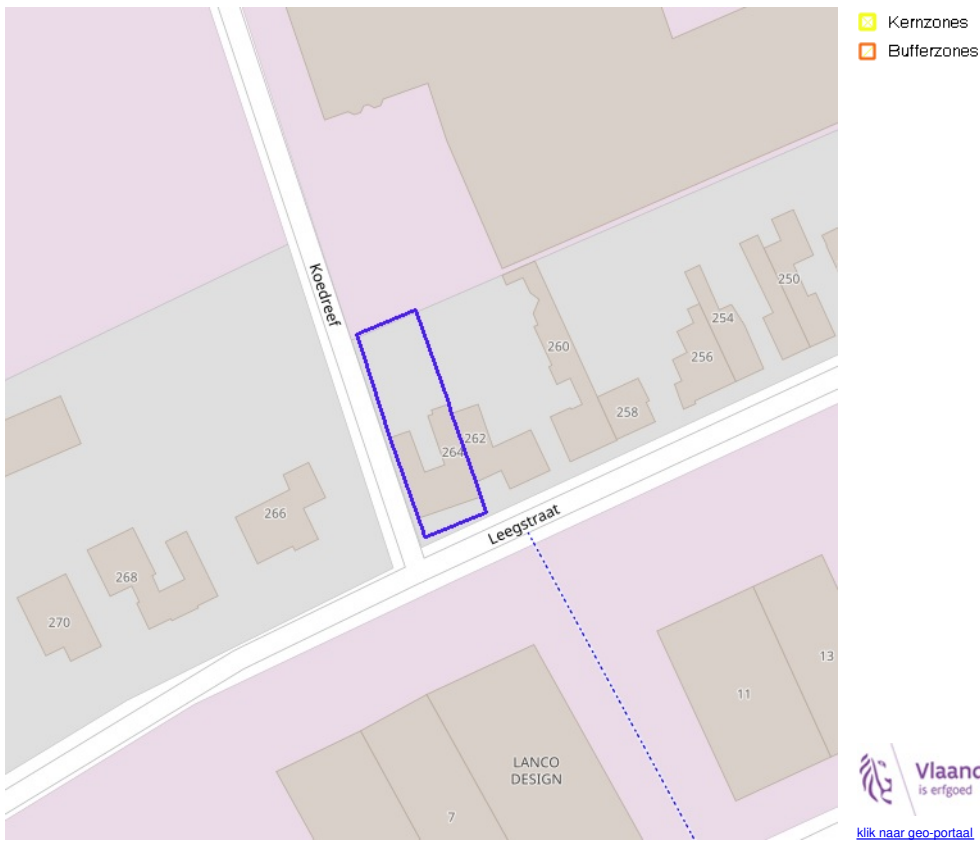 Kernzones
Bufferzones
Koedreef
250
254
260
256
258
262
264
Leegstraat
266
268
270
13
11
LANCO
DESIGN
7
Vlaand
is erfgoed
klik naar geo-portaal